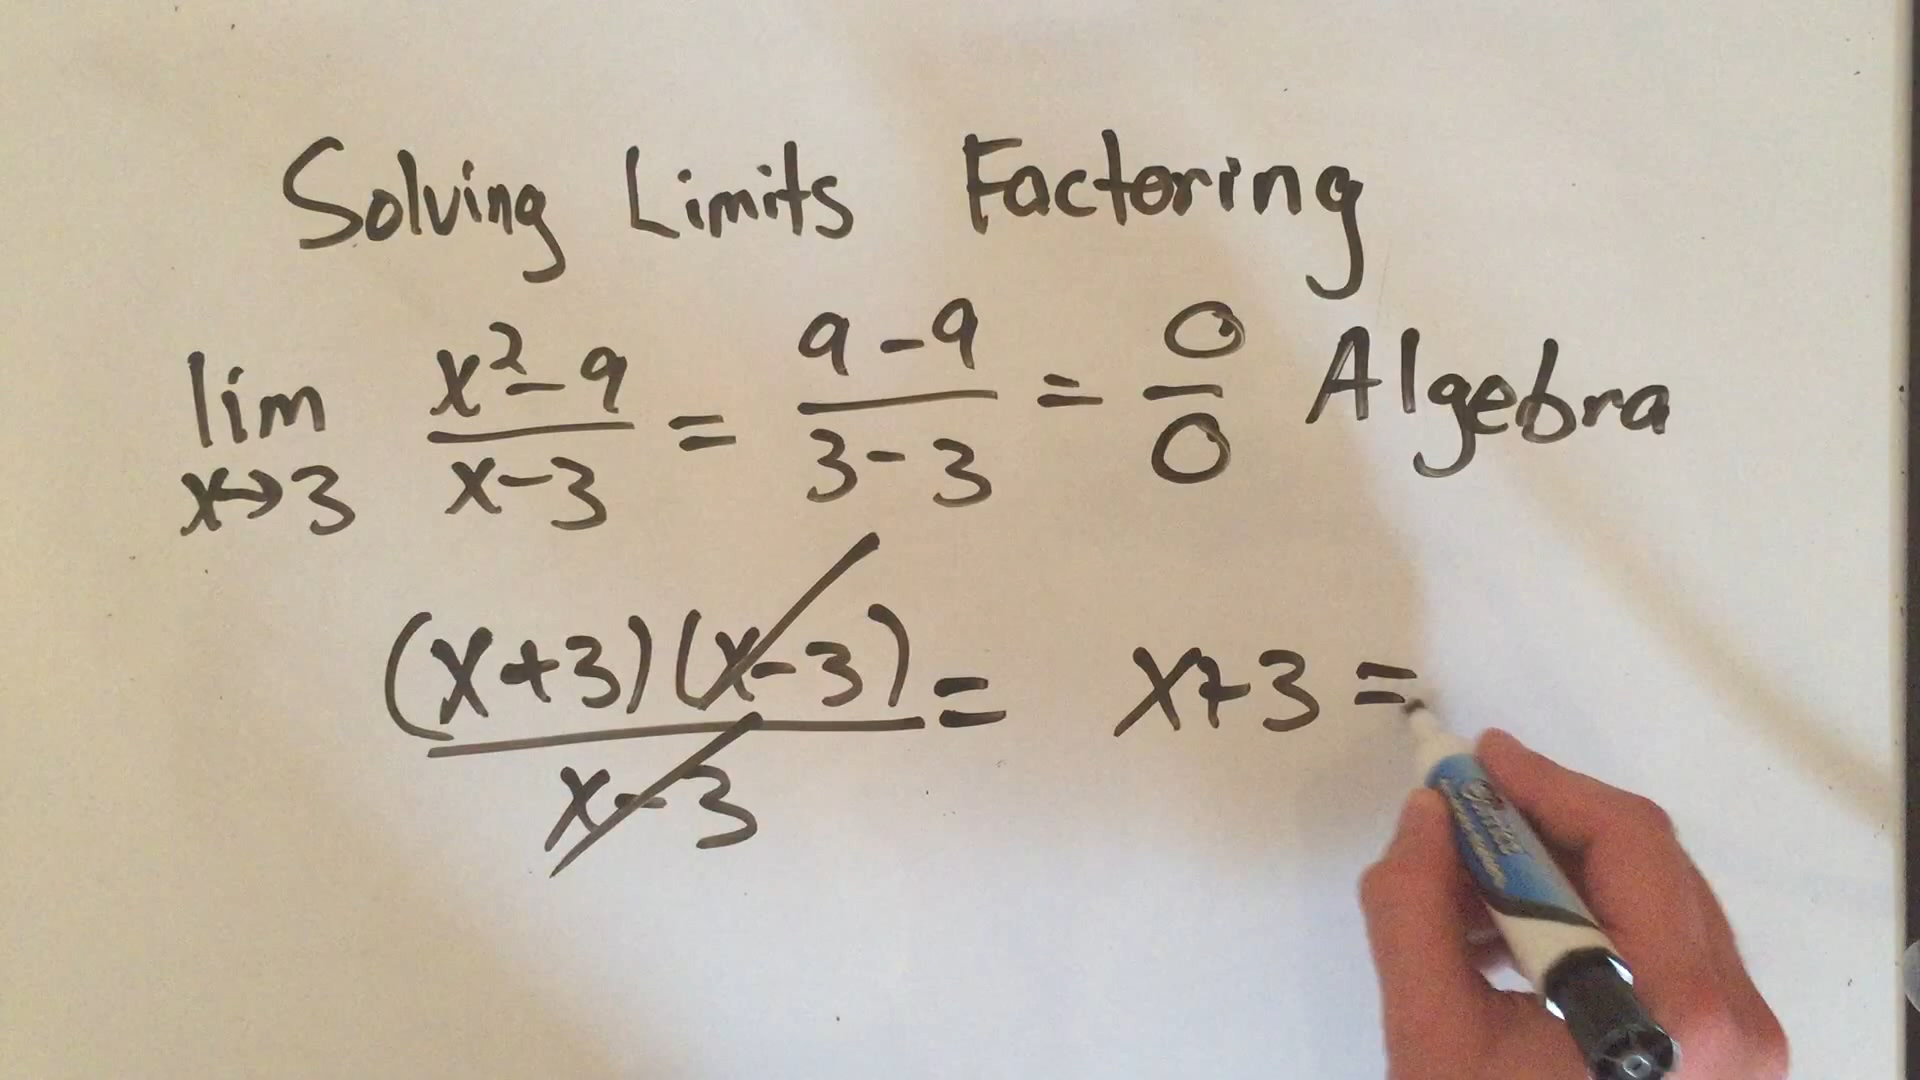 Solving Limits Factoring
lim x→3 x²-9 / x-3 = 9-9 / 3-3 = 0/0 Algebra
(x+3)(x-3) / x-3 = x+3 =